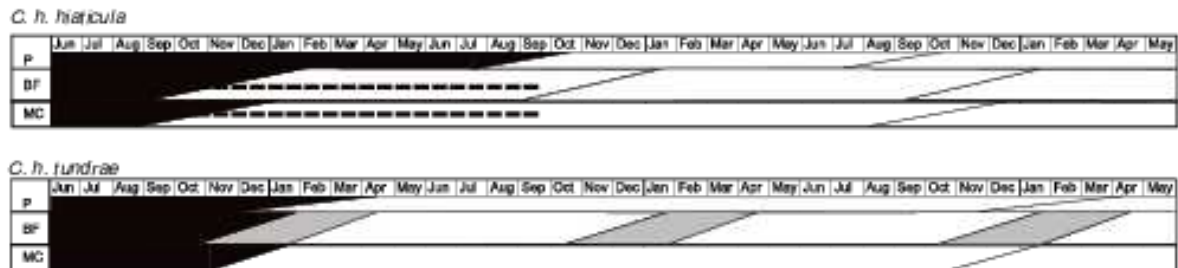 C. h. hiaticula
Jun Jul Aug Sep Oct Nov Dec Jan Feb Mar Apr May Jun Jul Aug Sep Oct Nov Dec Jan Feb Mar Apr May Jun Jul Aug Sep Oct Nov Dec Jan Feb Mar Apr May
P
BF
MC
C. h. tundrae
Jun Jul Aug Sep Oct Nov Dec Jan Feb Mar Apr May Jun Jul Aug Sep Oct Nov Dec Jan Feb Mar Apr May Jun Jul Aug Sep Oct Nov Dec Jan Feb Mar Apr May
P
BF
MC